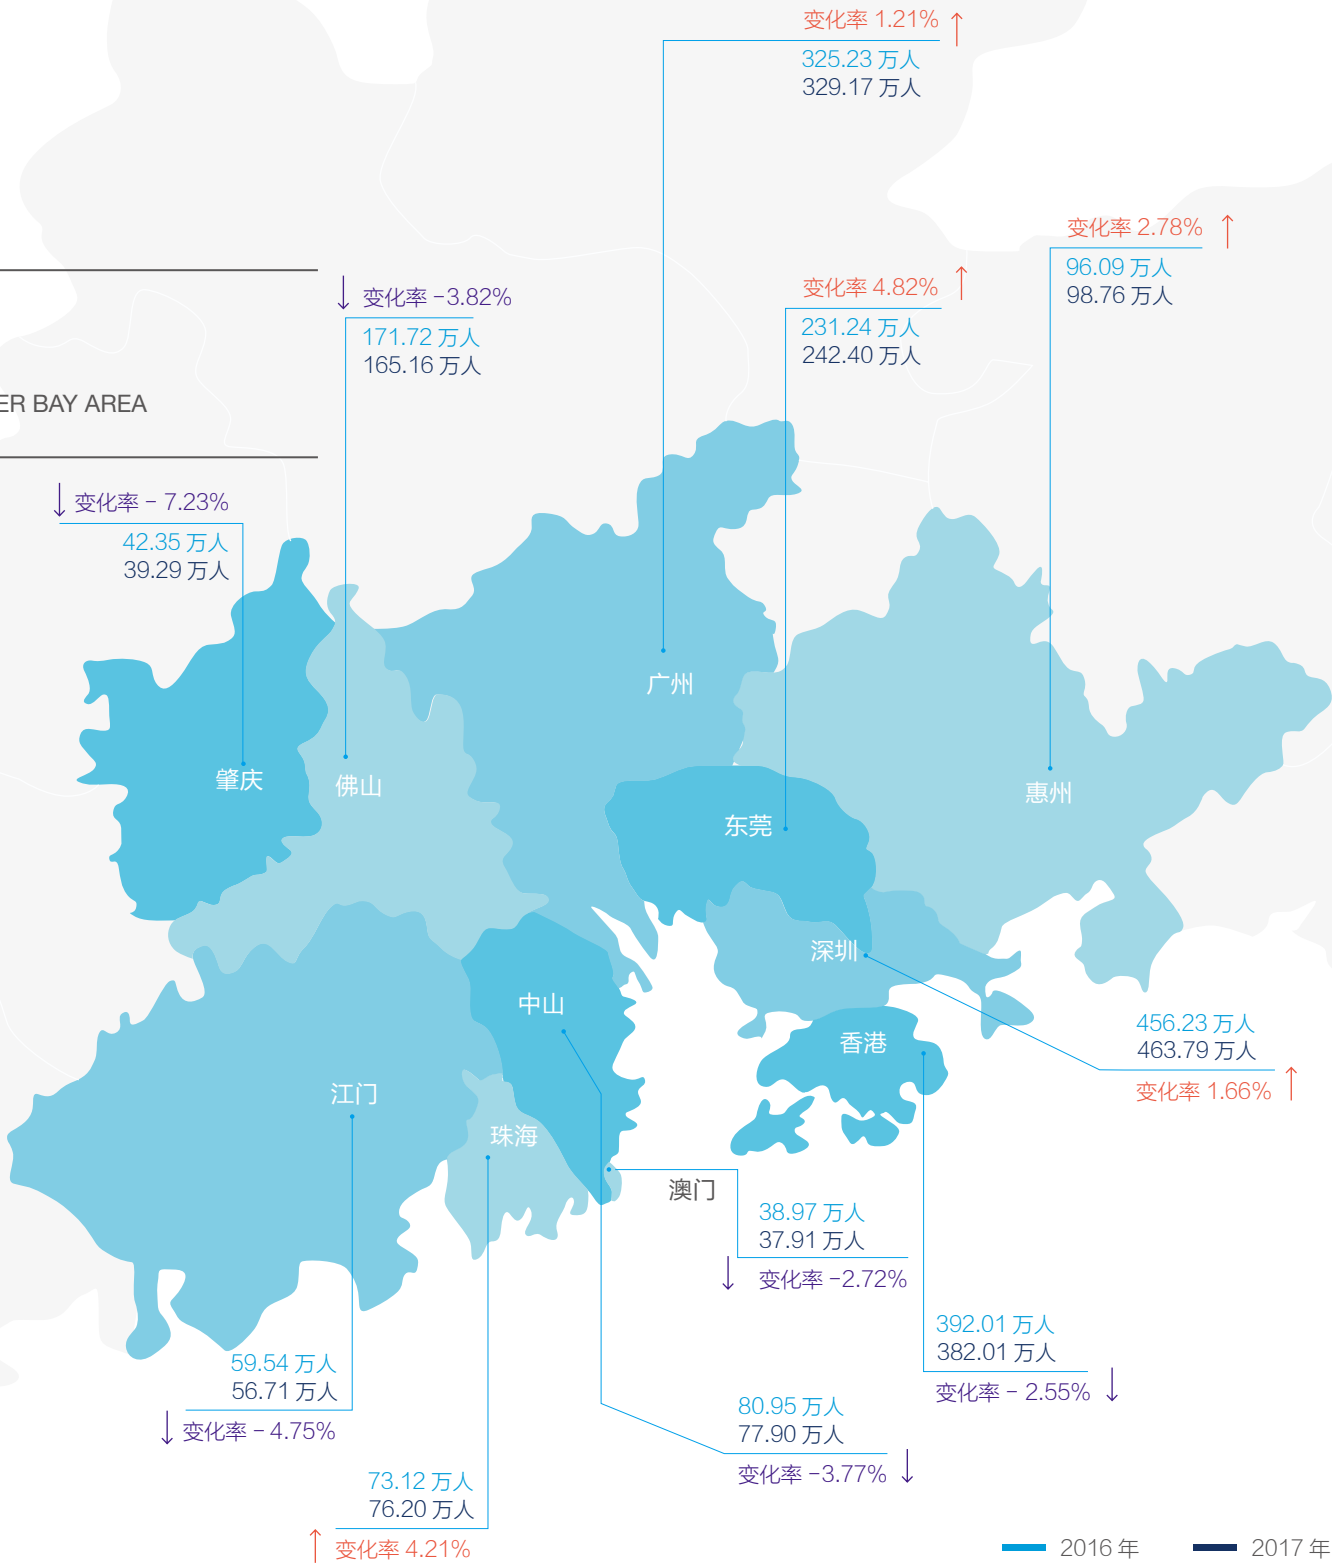 变化率 1.21%
325.23 万人
329.17 万人
变化率 2.78%
96.09 万人
98.76 万人
变化率 -3.82%
171.72 万人
165.16 万人
变化率 4.82%
231.24 万人
242.40 万人
ER BAY AREA
变化率 - 7.23%
42.35 万人
39.29 万人
广州
肇庆
佛山
惠州
东莞
深圳
中山
香港
456.23 万人
463.79 万人
变化率 1.66%
江门
珠海
澳门
38.97 万人
37.91 万人
变化率 -2.72%
392.01 万人
382.01 万人
变化率 - 2.55%
59.54 万人
56.71 万人
变化率 - 4.75%
80.95 万人
77.90 万人
变化率 -3.77%
73.12 万人
76.20 万人
变化率 4.21%
2016 年 2017 年